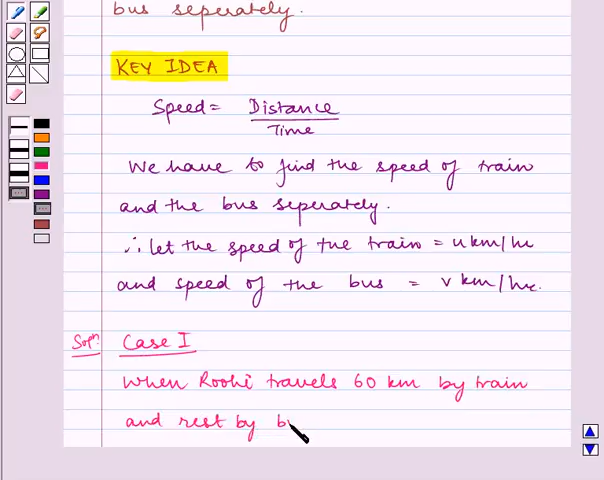 bus seperately.
KEY IDEA
Speed = Distance
Time
We have to find the speed of train
and the bus seperately.
∴ let the speed of the train = u km/hr
and speed of the bus = v km/hr.
Solⁿ. Case I
When Roohi travels 60 km by train
and rest by b